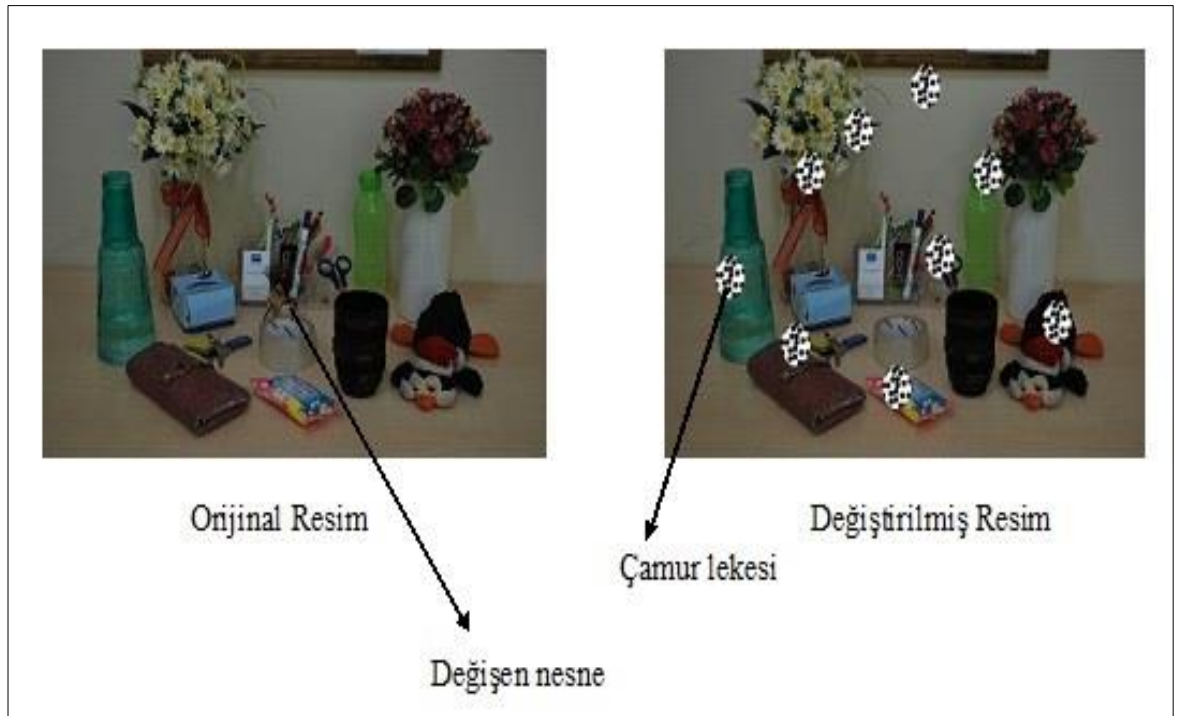 Orijinal Resim
Değiştirilmiş Resim
Çamur lekesi
Değişen nesne